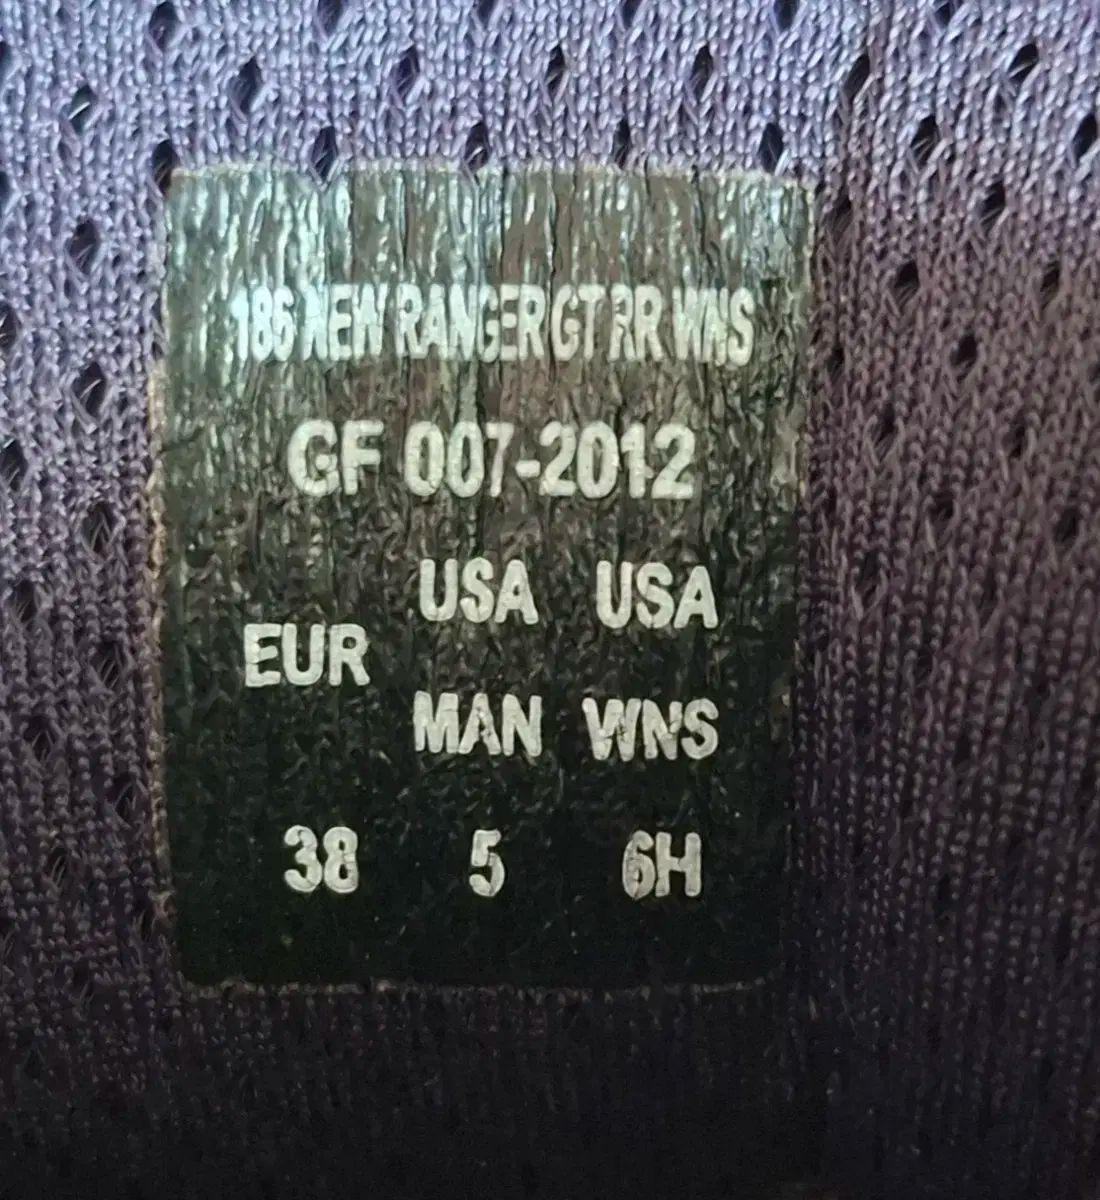 186 NEW RANGER GT RR WNS
GF 007-2012
EUR USA MAN USA WNS
38 5 6H